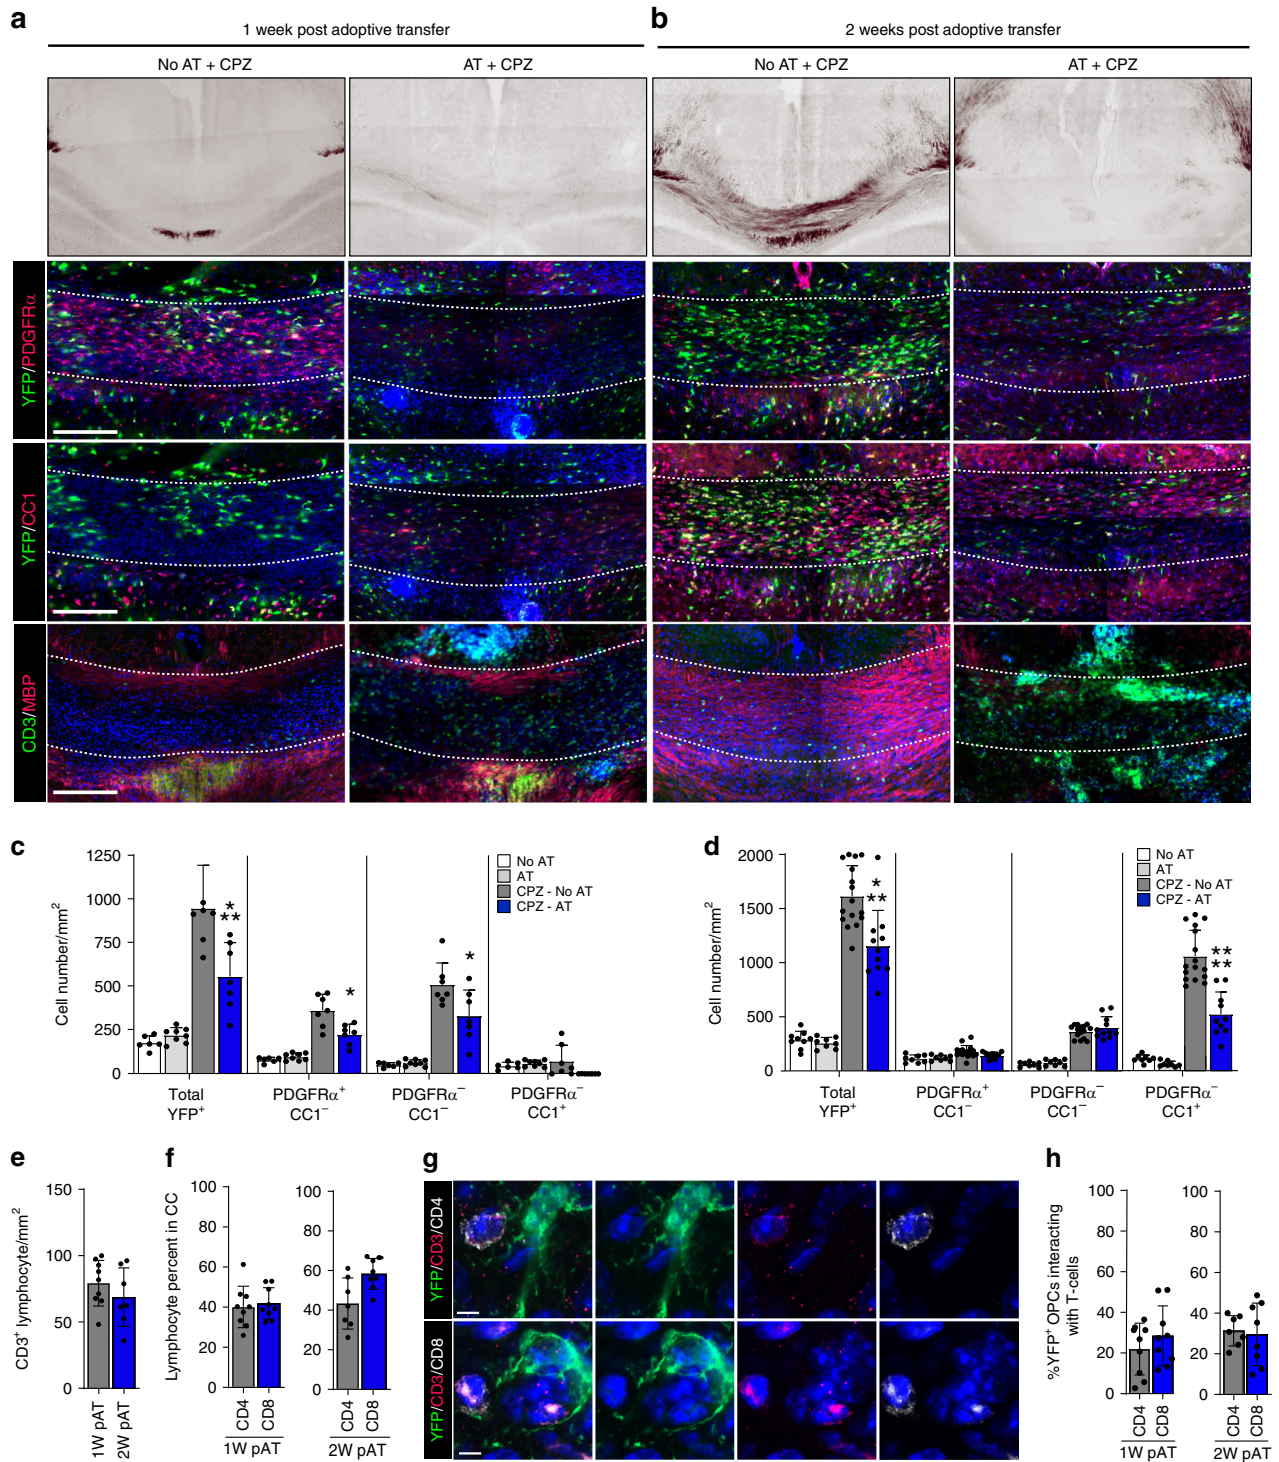 a
1 week post adoptive transfer
b
2 weeks post adoptive transfer
No AT + CPZ
AT + CPZ
No AT + CPZ
AT + CPZ
YFP/PDGFRα
YFP/CC1
CD3/MBP
c
Cell number/mm²
1250
1000
750
500
250
0
No AT
AT
CPZ - No AT
CPZ - AT
*
**
*
*
Total
YFP⁺
PDGFRα⁺
CC1⁻
PDGFRα⁻
CC1⁻
PDGFRα⁻
CC1⁺
d
Cell number/mm²
2000
1500
1000
500
0
No AT
AT
CPZ - No AT
CPZ - AT
*
**
**
**
Total
YFP⁺
PDGFRα⁺
CC1⁻
PDGFRα⁻
CC1⁻
PDGFRα⁻
CC1⁺
e
CD3⁺ lymphocyte/mm²
150
100
50
0
1W pAT
2W pAT
f
Lymphocyte percent in CC
100
80
60
40
20
0
CD4
CD8
1W pAT
100
80
60
40
20
0
CD4
CD8
2W pAT
g
YFP/CD3/CD4
YFP/CD3/CD8
h
%YFP⁺ OPCs interacting
with T-cells
100
80
60
40
20
0
CD4
CD8
1W pAT
100
80
60
40
20
0
CD4
CD8
2W pAT